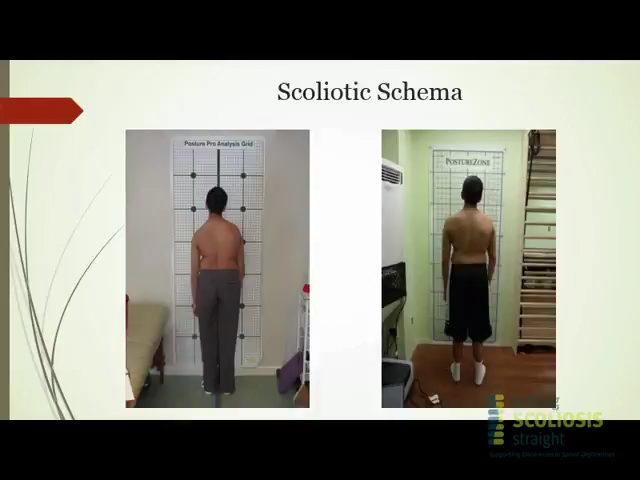 Scoliotic Schema
Posture Pro Analysis Grid
POSTUREZONE
SCOLIOSIS
straight